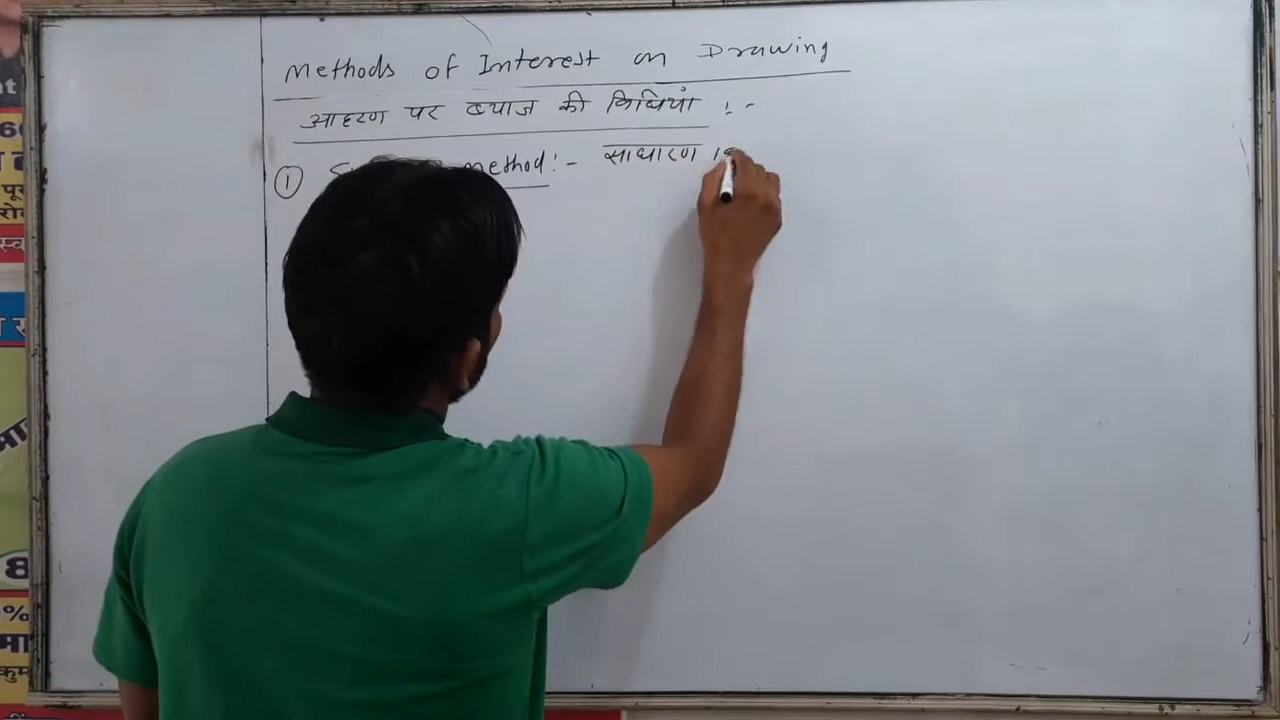 Methods of Interest on Drawing
आहरण पर ब्याज की विधियां :-
① method :- साधारण